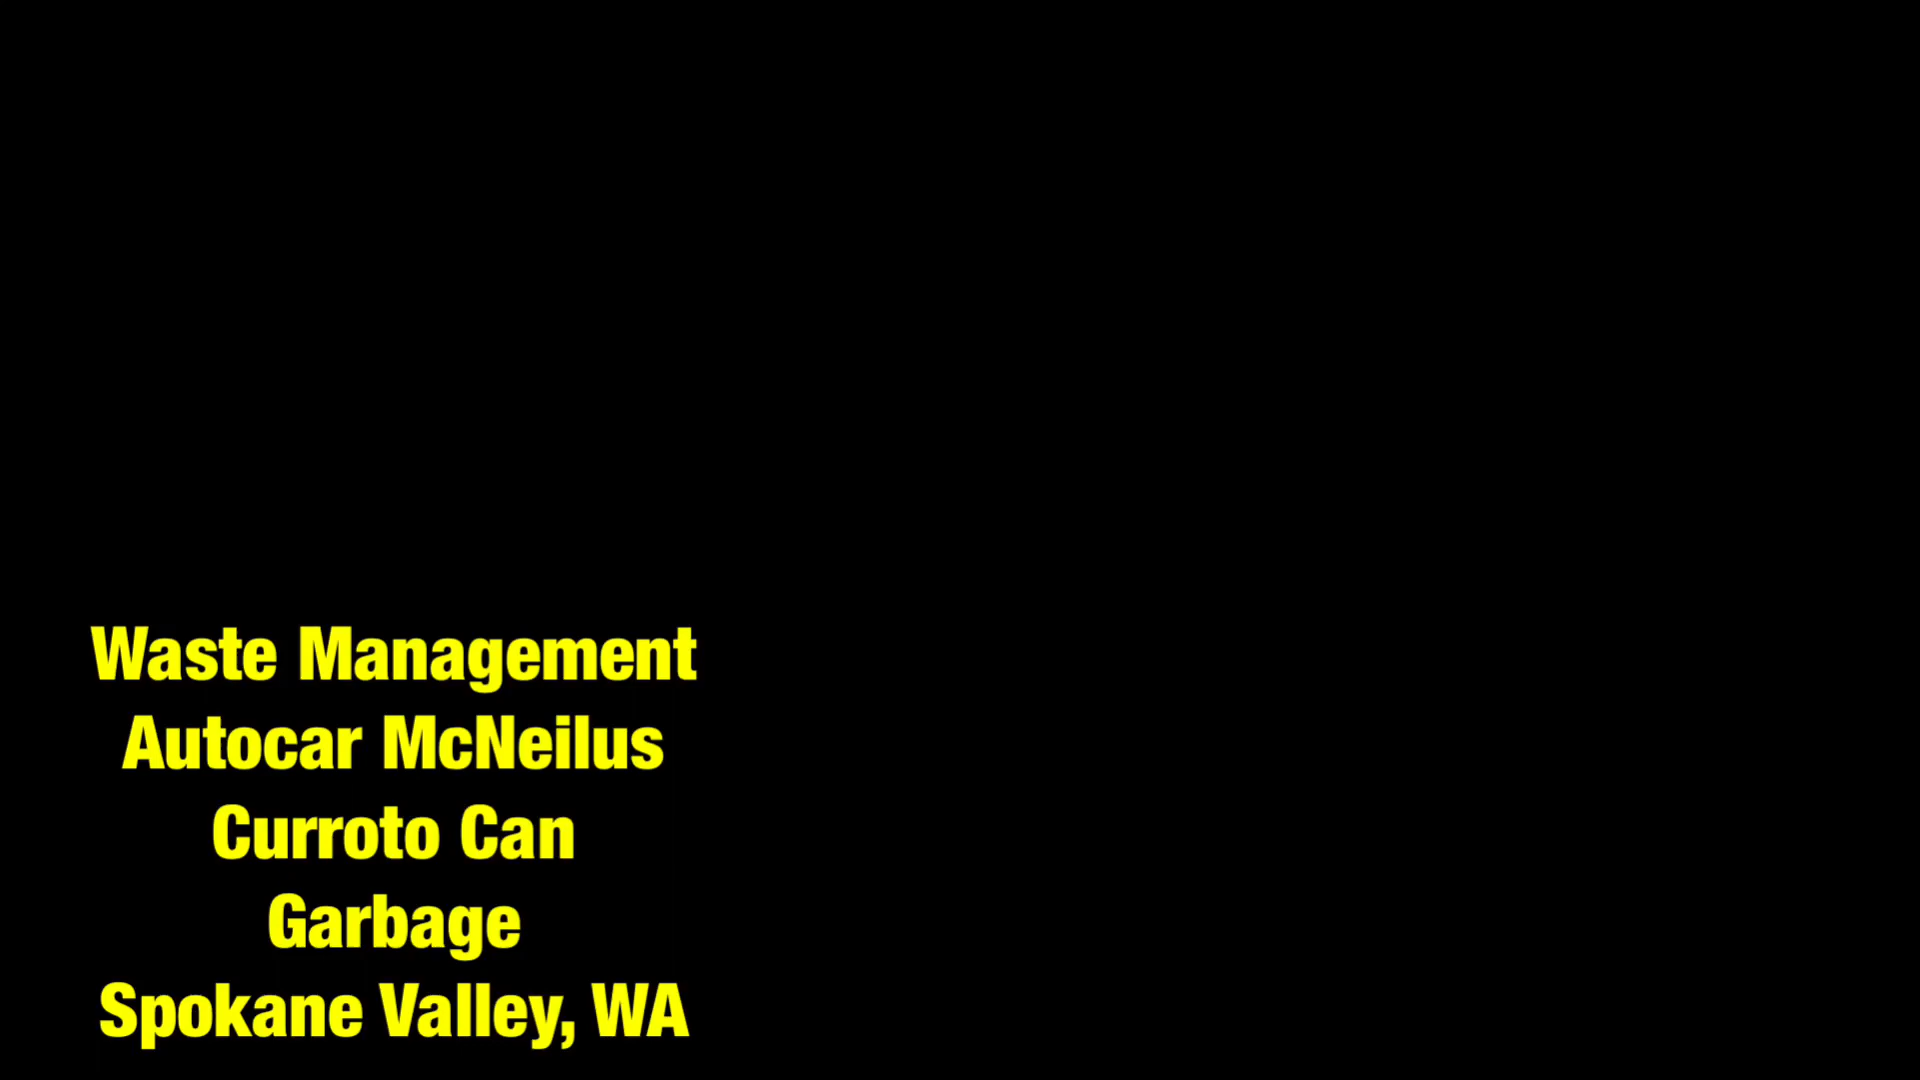 Waste Management
Autocar McNeilus
Curroto Can
Garbage
Spokane Valley, WA